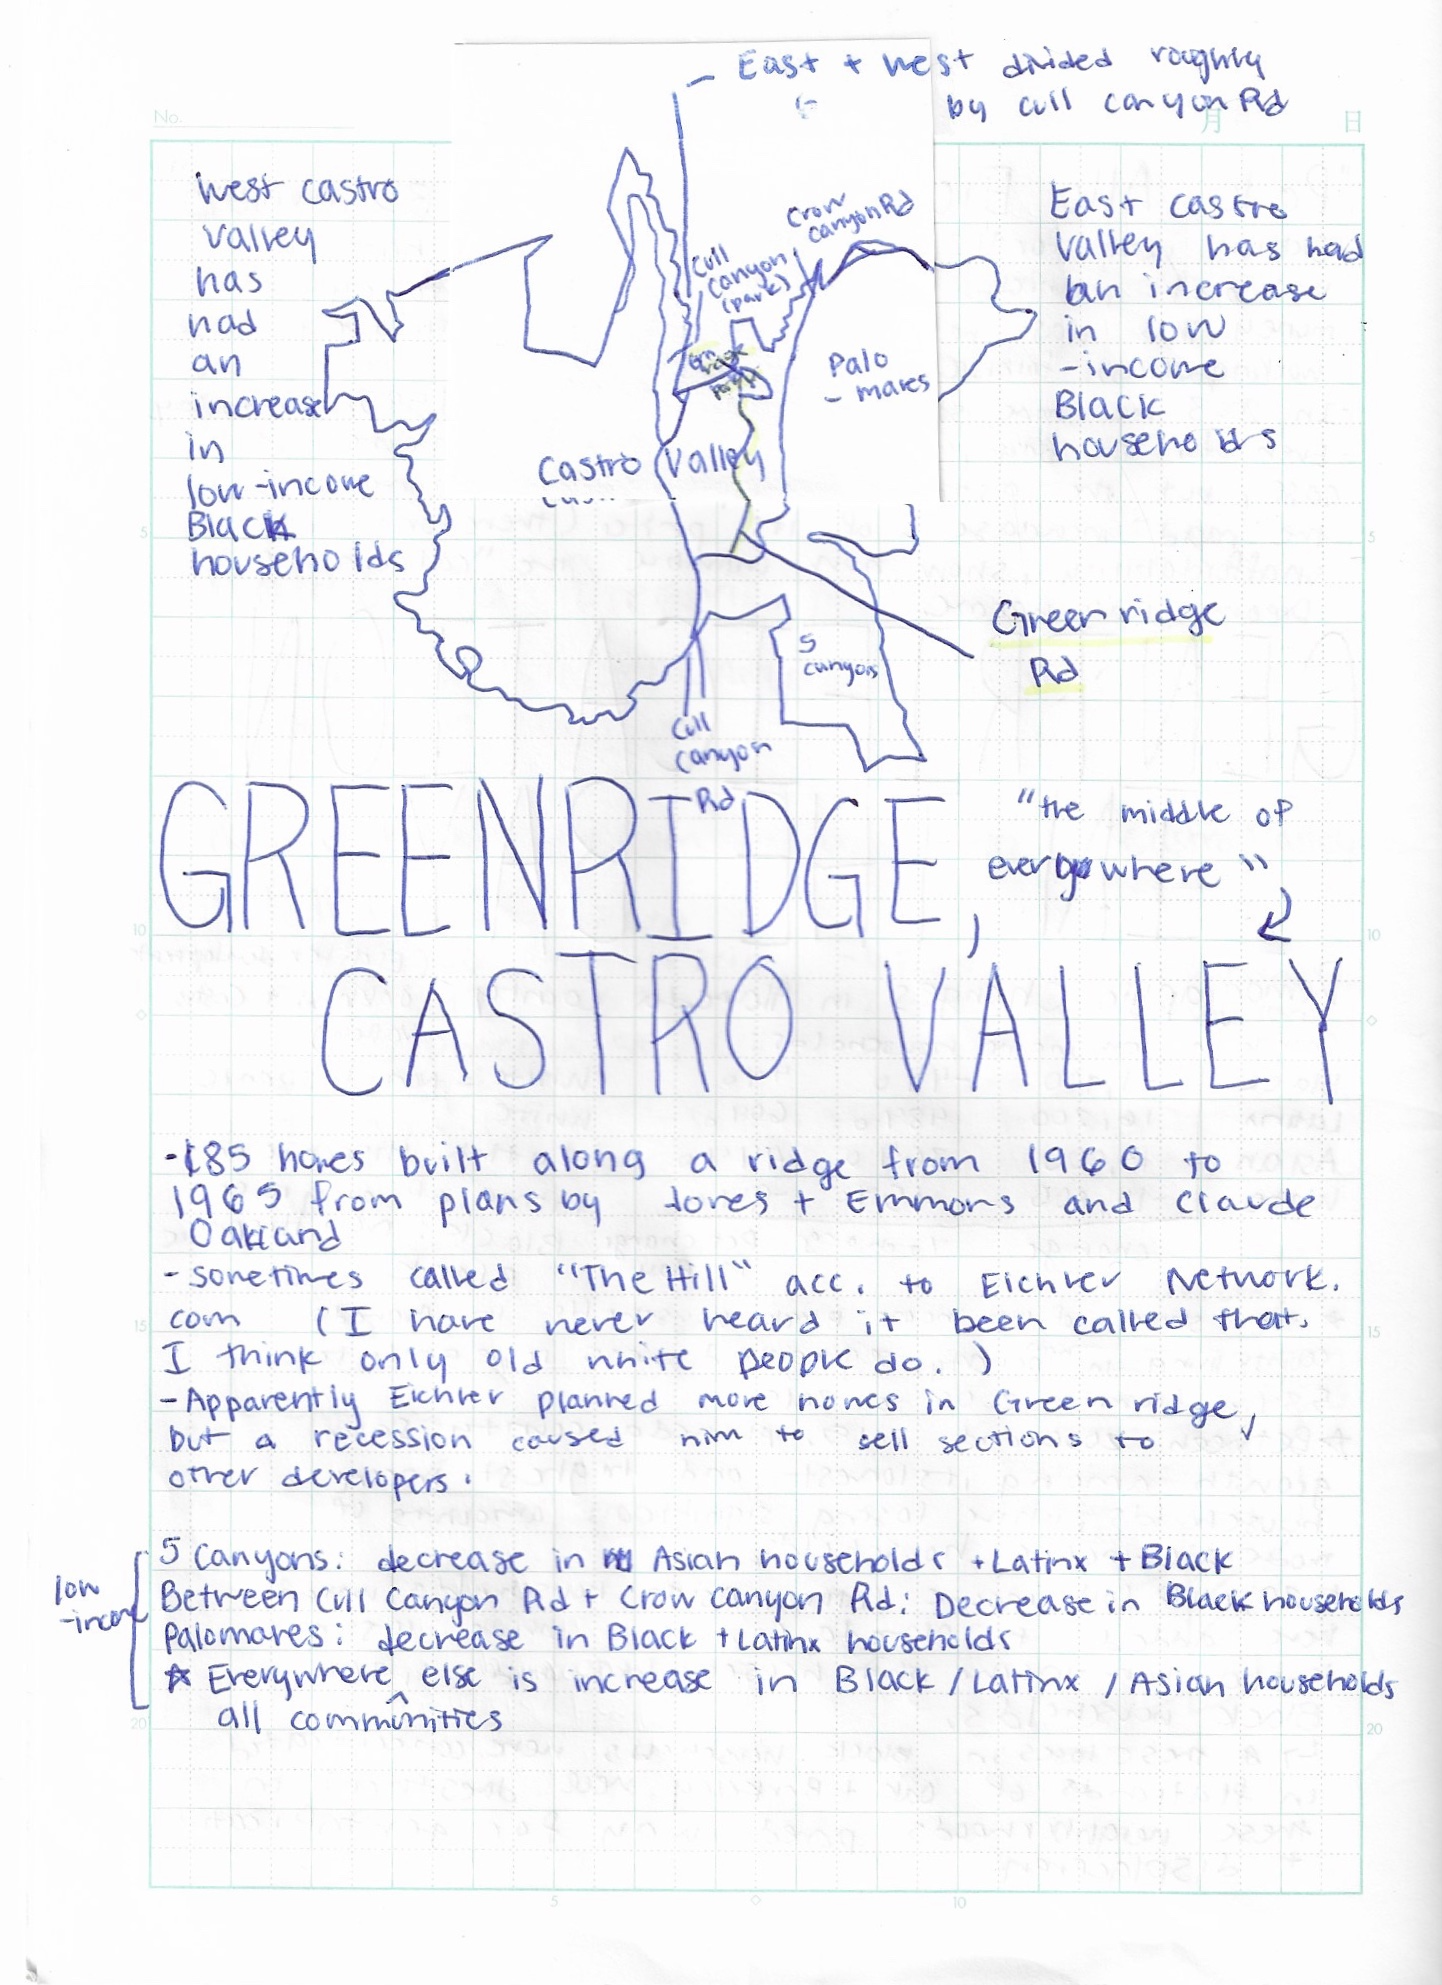 No.
月 日
East + west divided roughly
by cull canyon Rd
west castro
valley
has
had
an
increase
in
low-income
Black
households
Crow
canyon Rd
Cull
Canyon
(park)
Palo
- mares
Castro Valley
East castro
valley has had
an increase
in low
-income
Black
households
Greenridge
Rd
5
canyons
Cull
Canyon
Rd
GREENRIDGE,
"the middle of
everywhere"
CASTRO VALLEY
-185 homes built along a ridge from 1960 to
1965 from plans by Jones + Emmons and Claude
Oakland
- sometimes called "The Hill" acc. to Eichler Network.
com (I have never heard it been called that.
I think only old white people do.)
- Apparently Eichler planned more homes in Greenridge,
but a recession caused him to sell sections to
other developers.
low
-income
5 Canyons: decrease in Asian households + Latinx + Black
Between Cull Canyon Rd + Crow Canyon Rd: Decrease in Black households
Palomares: decrease in Black + Latinx households
Everywhere else is increase in Black / Latinx / Asian households
all communities
5
10
15
20
5
10
15
20
5
10